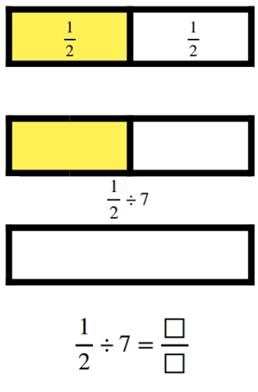 1/2 1/2
1/2 ÷ 7
1/2 ÷ 7 = □/□